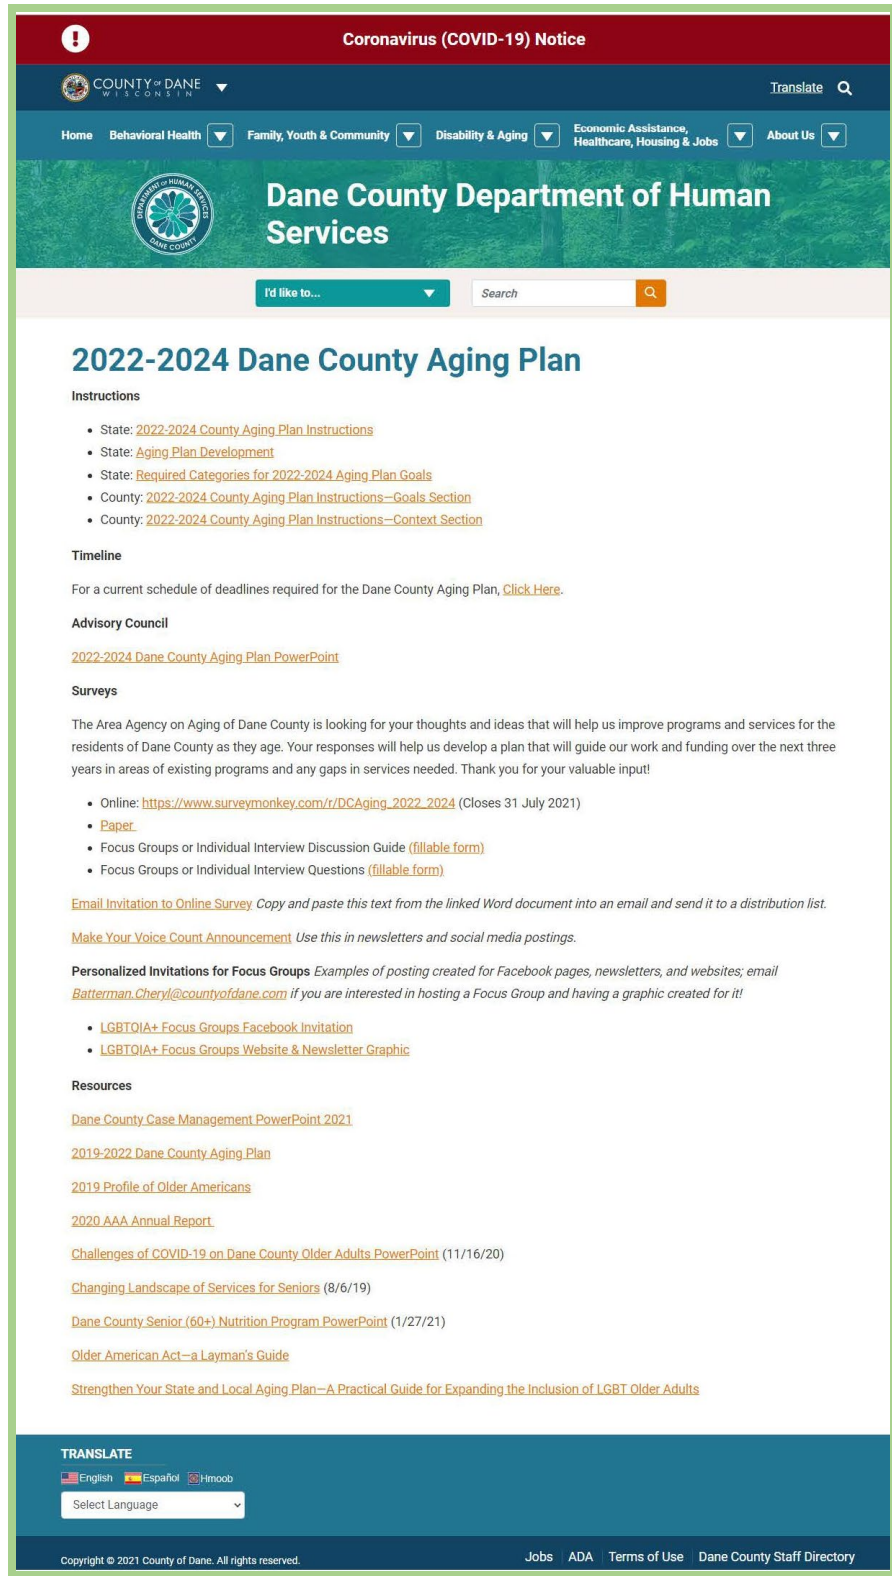 Coronavirus (COVID-19) Notice
COUNTY OF DANE
WISCONSIN
Translate
Home Behavioral Health Family, Youth & Community Disability & Aging Economic Assistance, Healthcare, Housing & Jobs About Us
DEPARTMENT OF HUMAN SERVICES
DANE COUNTY
Dane County Department of Human
Services
I'd like to... Search
2022-2024 Dane County Aging Plan
Instructions
• State: 2022-2024 County Aging Plan Instructions
• State: Aging Plan Development
• State: Required Categories for 2022-2024 Aging Plan Goals
• County: 2022-2024 County Aging Plan Instructions—Goals Section
• County: 2022-2024 County Aging Plan Instructions—Context Section
Timeline
For a current schedule of deadlines required for the Dane County Aging Plan, Click Here.
Advisory Council
2022-2024 Dane County Aging Plan PowerPoint
Surveys
The Area Agency on Aging of Dane County is looking for your thoughts and ideas that will help us improve programs and services for the
residents of Dane County as they age. Your responses will help us develop a plan that will guide our work and funding over the next three
years in areas of existing programs and any gaps in services needed. Thank you for your valuable input!
• Online: https://www.surveymonkey.com/r/DCAging_2022_2024 (Closes 31 July 2021)
• Paper
• Focus Groups or Individual Interview Discussion Guide (fillable form)
• Focus Groups or Individual Interview Questions (fillable form)
Email Invitation to Online Survey Copy and paste this text from the linked Word document into an email and send it to a distribution list.
Make Your Voice Count Announcement Use this in newsletters and social media postings.
Personalized Invitations for Focus Groups Examples of posting created for Facebook pages, newsletters, and websites; email
Batterman.Cheryl@countyofdane.com if you are interested in hosting a Focus Group and having a graphic created for it!
• LGBTQIA+ Focus Groups Facebook Invitation
• LGBTQIA+ Focus Groups Website & Newsletter Graphic
Resources
Dane County Case Management PowerPoint 2021
2019-2022 Dane County Aging Plan
2019 Profile of Older Americans
2020 AAA Annual Report
Challenges of COVID-19 on Dane County Older Adults PowerPoint (11/16/20)
Changing Landscape of Services for Seniors (8/6/19)
Dane County Senior (60+) Nutrition Program PowerPoint (1/27/21)
Older American Act—a Layman's Guide
Strengthen Your State and Local Aging Plan—A Practical Guide for Expanding the Inclusion of LGBT Older Adults
TRANSLATE
English Español Hmoob
Select Language
Copyright © 2021 County of Dane. All rights reserved.
Jobs ADA Terms of Use Dane County Staff Directory